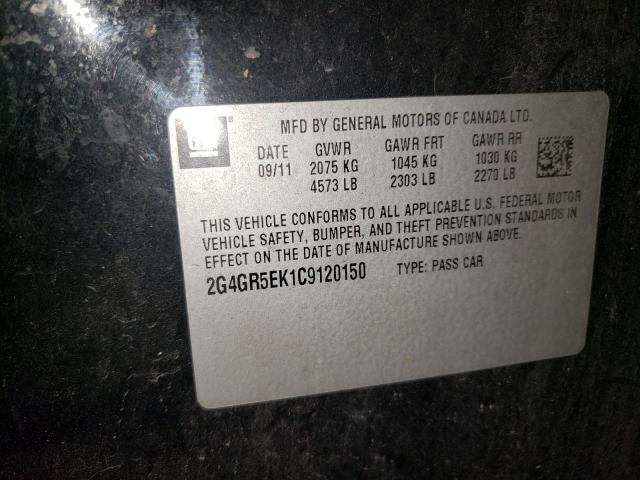 GM
MFD BY GENERAL MOTORS OF CANADA LTD.
DATE GVWR GAWR FRT GAWR RR
09/11 2075 KG 1045 KG 1030 KG
4573 LB 2303 LB 2270 LB
THIS VEHICLE CONFORMS TO ALL APPLICABLE U.S. FEDERAL MOTOR
VEHICLE SAFETY, BUMPER, AND THEFT PREVENTION STANDARDS IN
EFFECT ON THE DATE OF MANUFACTURE SHOWN ABOVE.
2G4GR5EK1C9120150 TYPE: PASS CAR